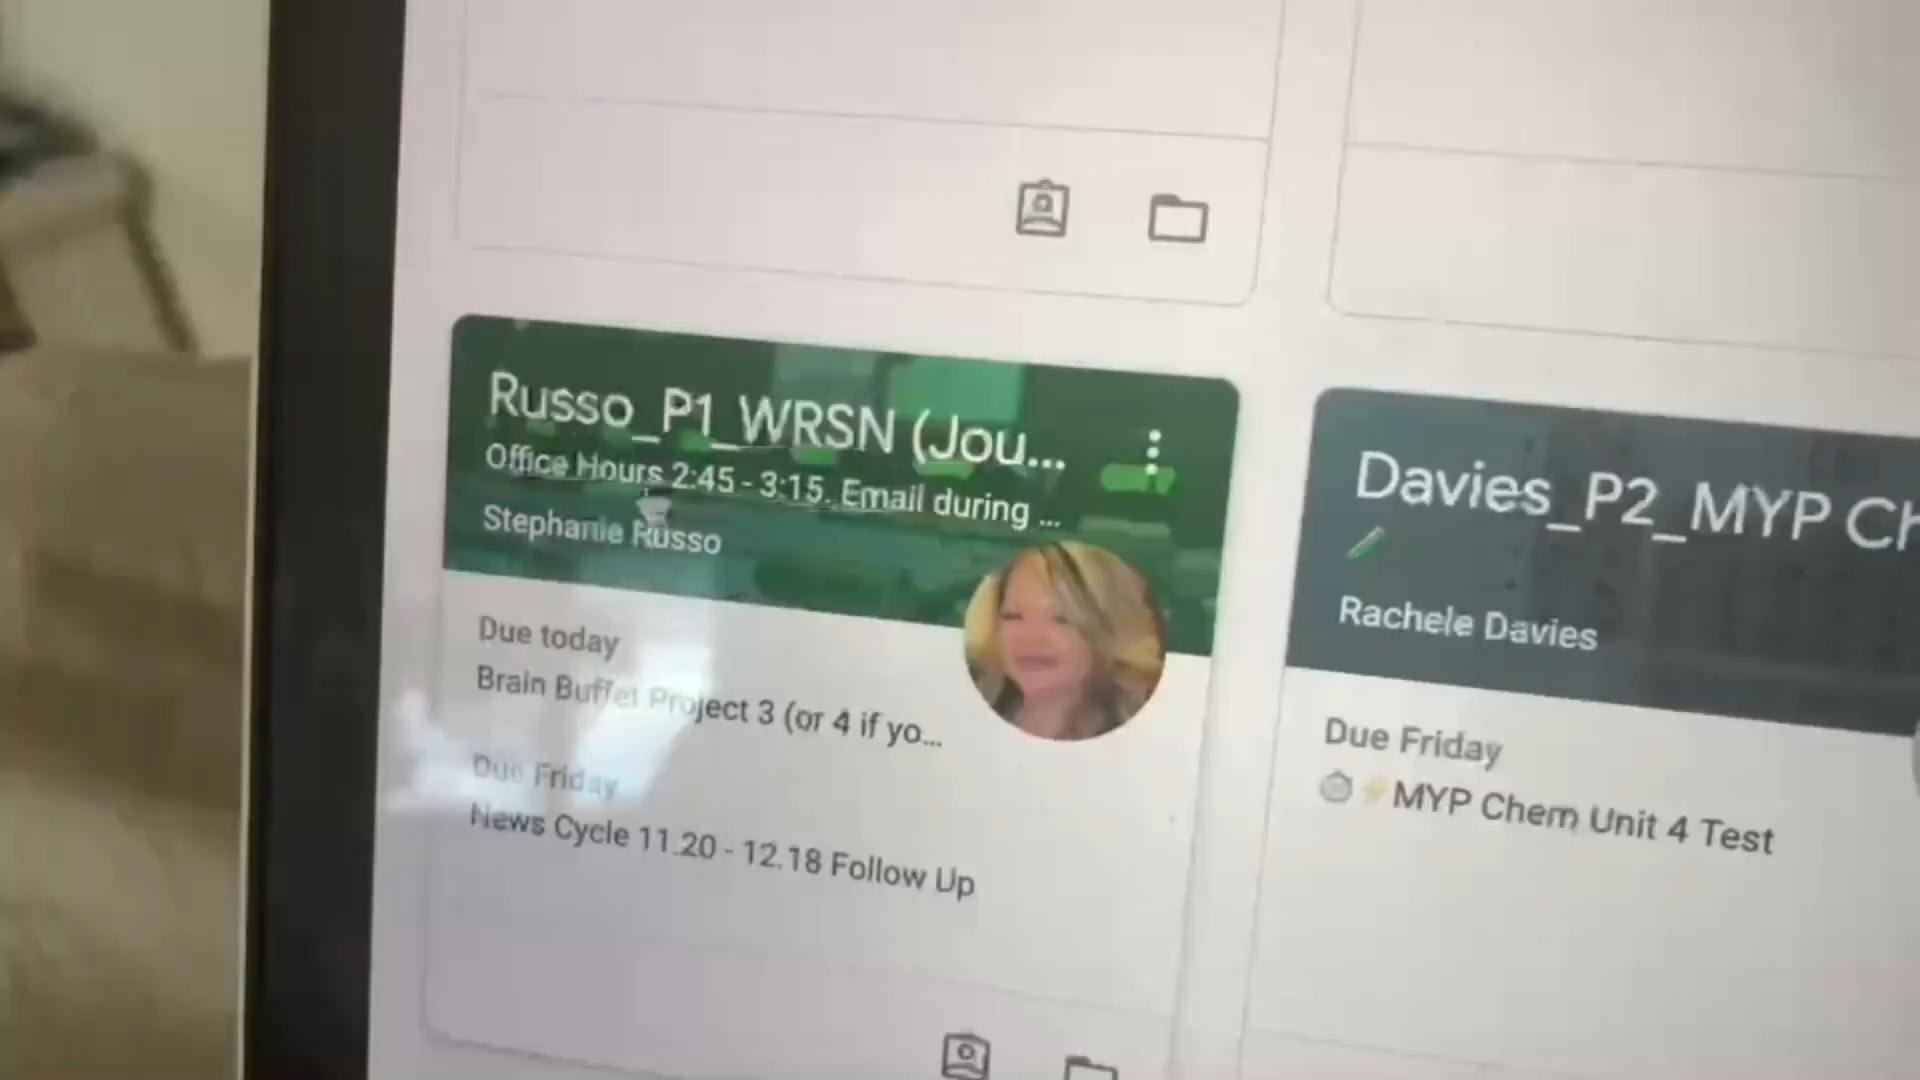 Russo_P1_WRSN (Jou...
Office Hours 2:45 - 3:15. Email during ...
Stephanie Russo
Due today
Brain Buffet Project 3 (or 4 if yo...
Due Friday
News Cycle 11.20 - 12.18 Follow Up
Davies_P2_MYP Ch
Rachele Davies
Due Friday
MYP Chem Unit 4 Test